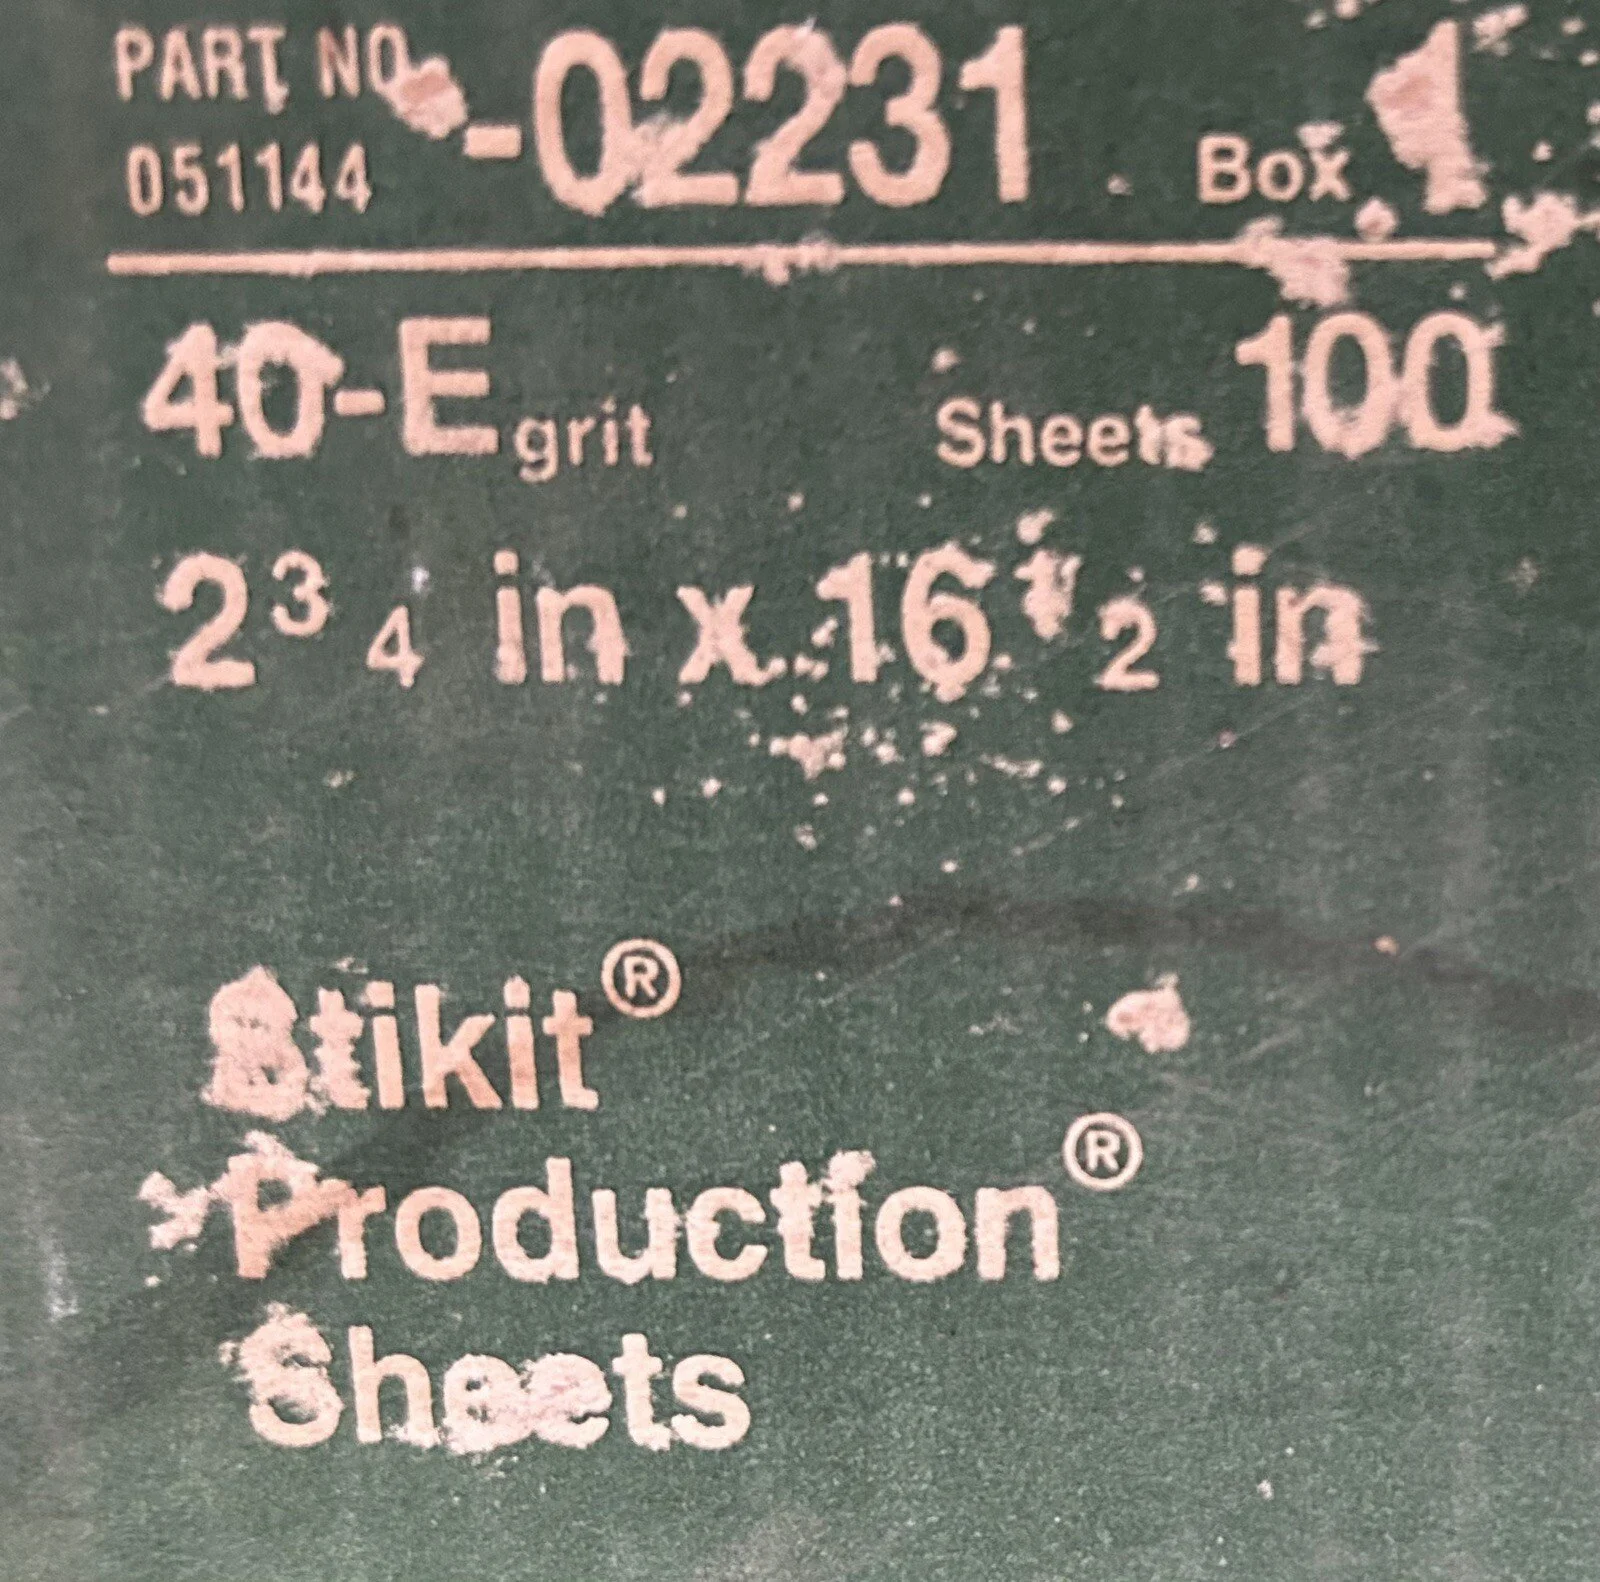 PART NO. -02231 Box 1
051144
40-E grit Sheets 100
2 3/4 in x 16 1/2 in
Stikit®
Production®
Sheets